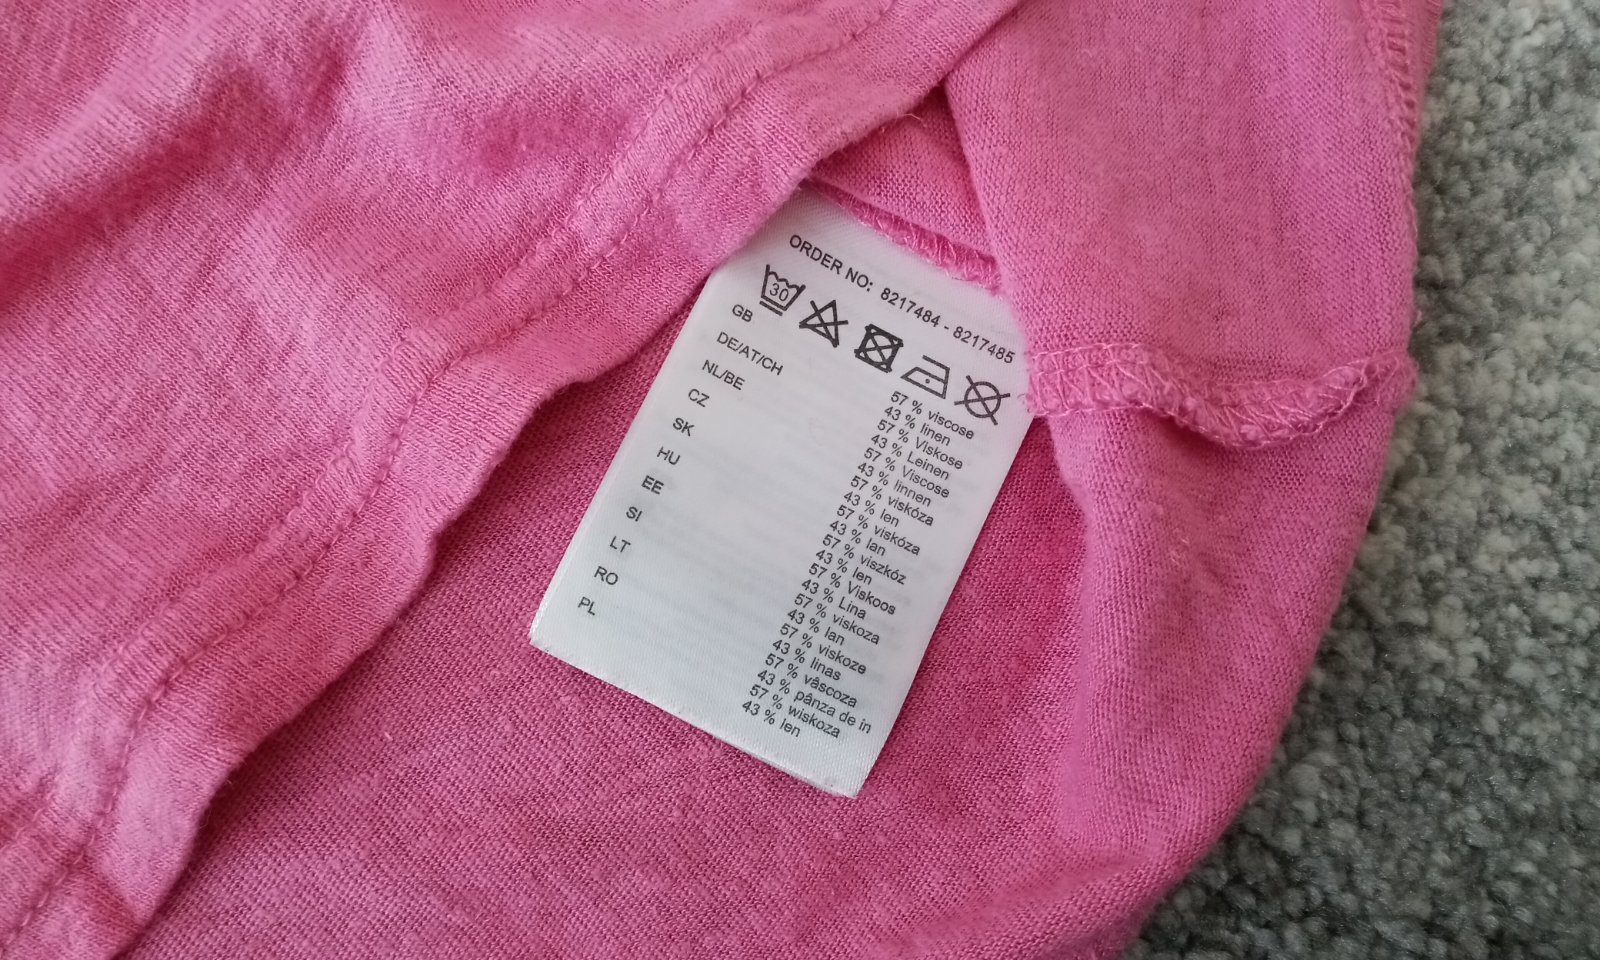 ORDER NO: 8217484 - 8217485
30
GB
57 % viscose
43 % linen
DE/AT/CH
57 % Viskose
43 % Leinen
NL/BE
57 % Viscose
43 % linnen
CZ
57 % viskóza
43 % len
SK
57 % viskóza
43 % lan
HU
57 % viszkóz
43 % len
EE
57 % Viskoos
43 % Lina
SI
57 % viskoza
43 % lan
LT
57 % viskoze
43 % linas
RO
57 % vâscoza
43 % pânza de in
PL
57 % wiskoza
43 % len